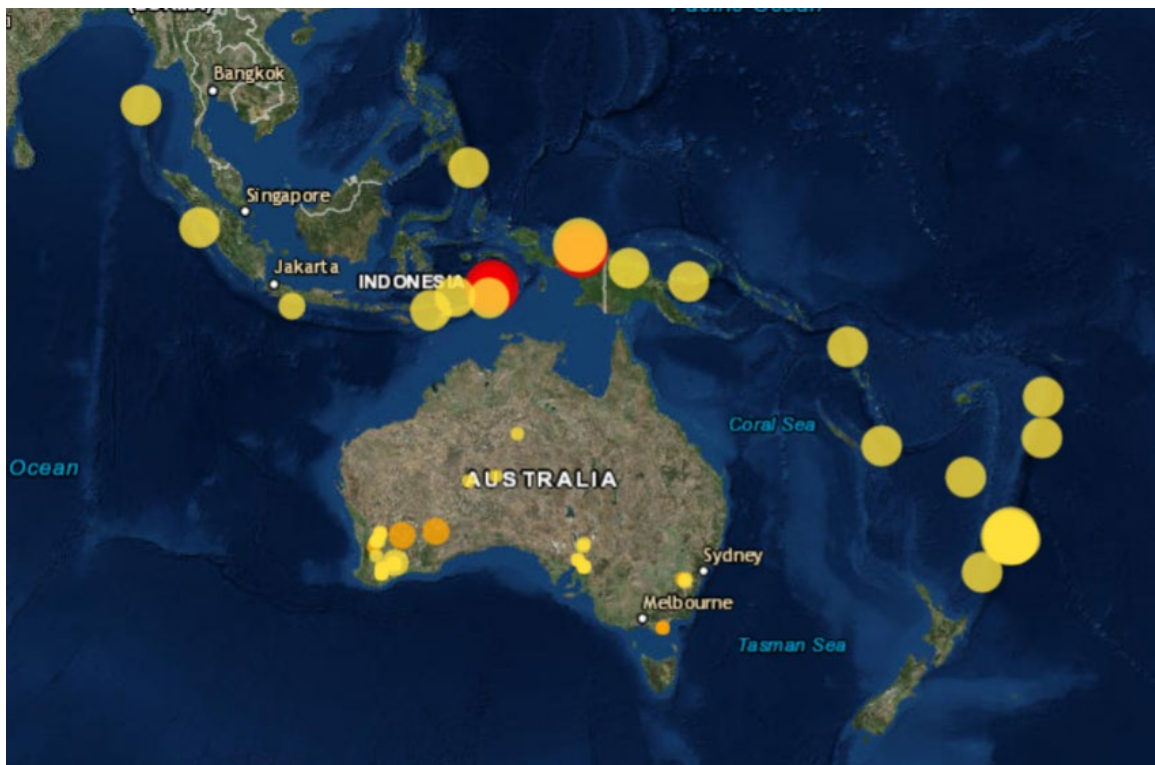 Pacific Ocean
Bangkok
Singapore
Jakarta
INDONESIA
Coral Sea
Ocean
AUSTRALIA
Sydney
Melbourne
Tasman Sea